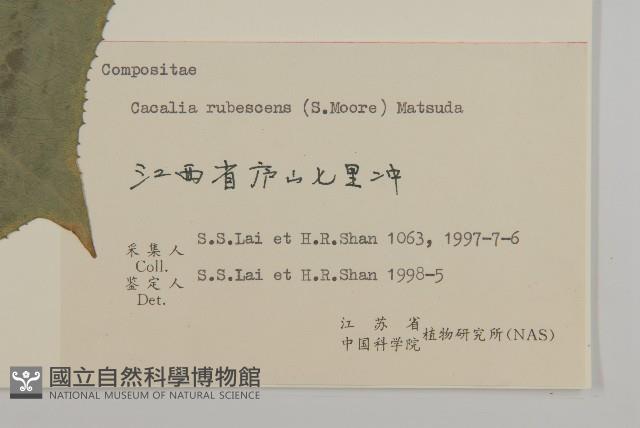 Compositae
Cacalia rubescens (S.Moore) Matsuda
江西省庐山七里冲
采集人 Coll. S.S.Lai et H.R.Shan 1063, 1997-7-6
鉴定人 Det. S.S.Lai et H.R.Shan 1998-5
江苏省
中国科学院 植物研究所(NAS)
國立自然科學博物館
NATIONAL MUSEUM OF NATURAL SCIENCE